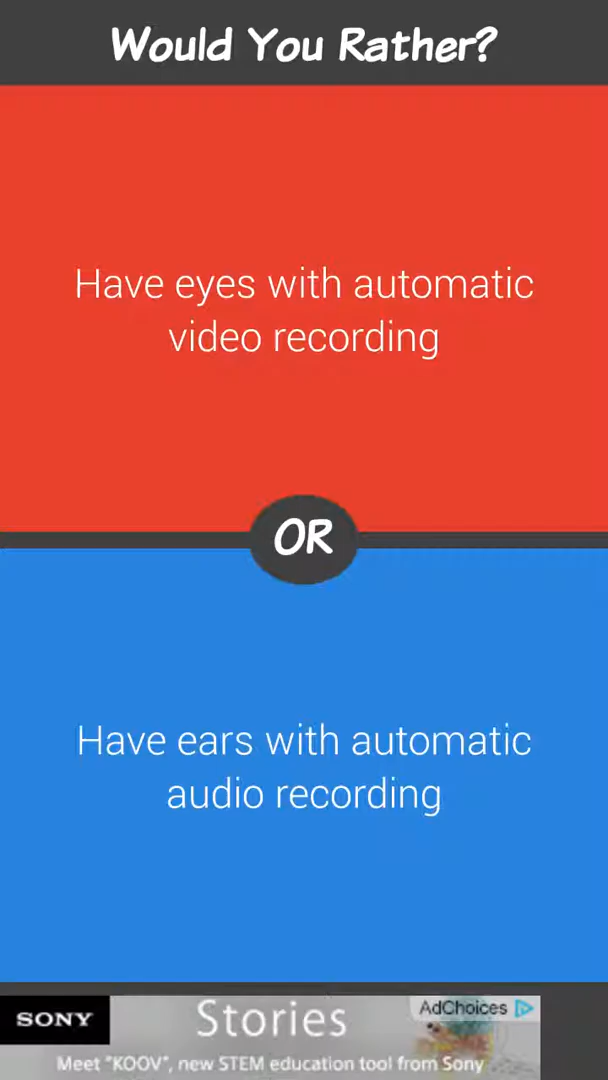 Would You Rather?
Have eyes with automatic
video recording
OR
Have ears with automatic
audio recording
SONY
Stories
AdChoices
Meet "KOOV", new STEM education tool from Sony